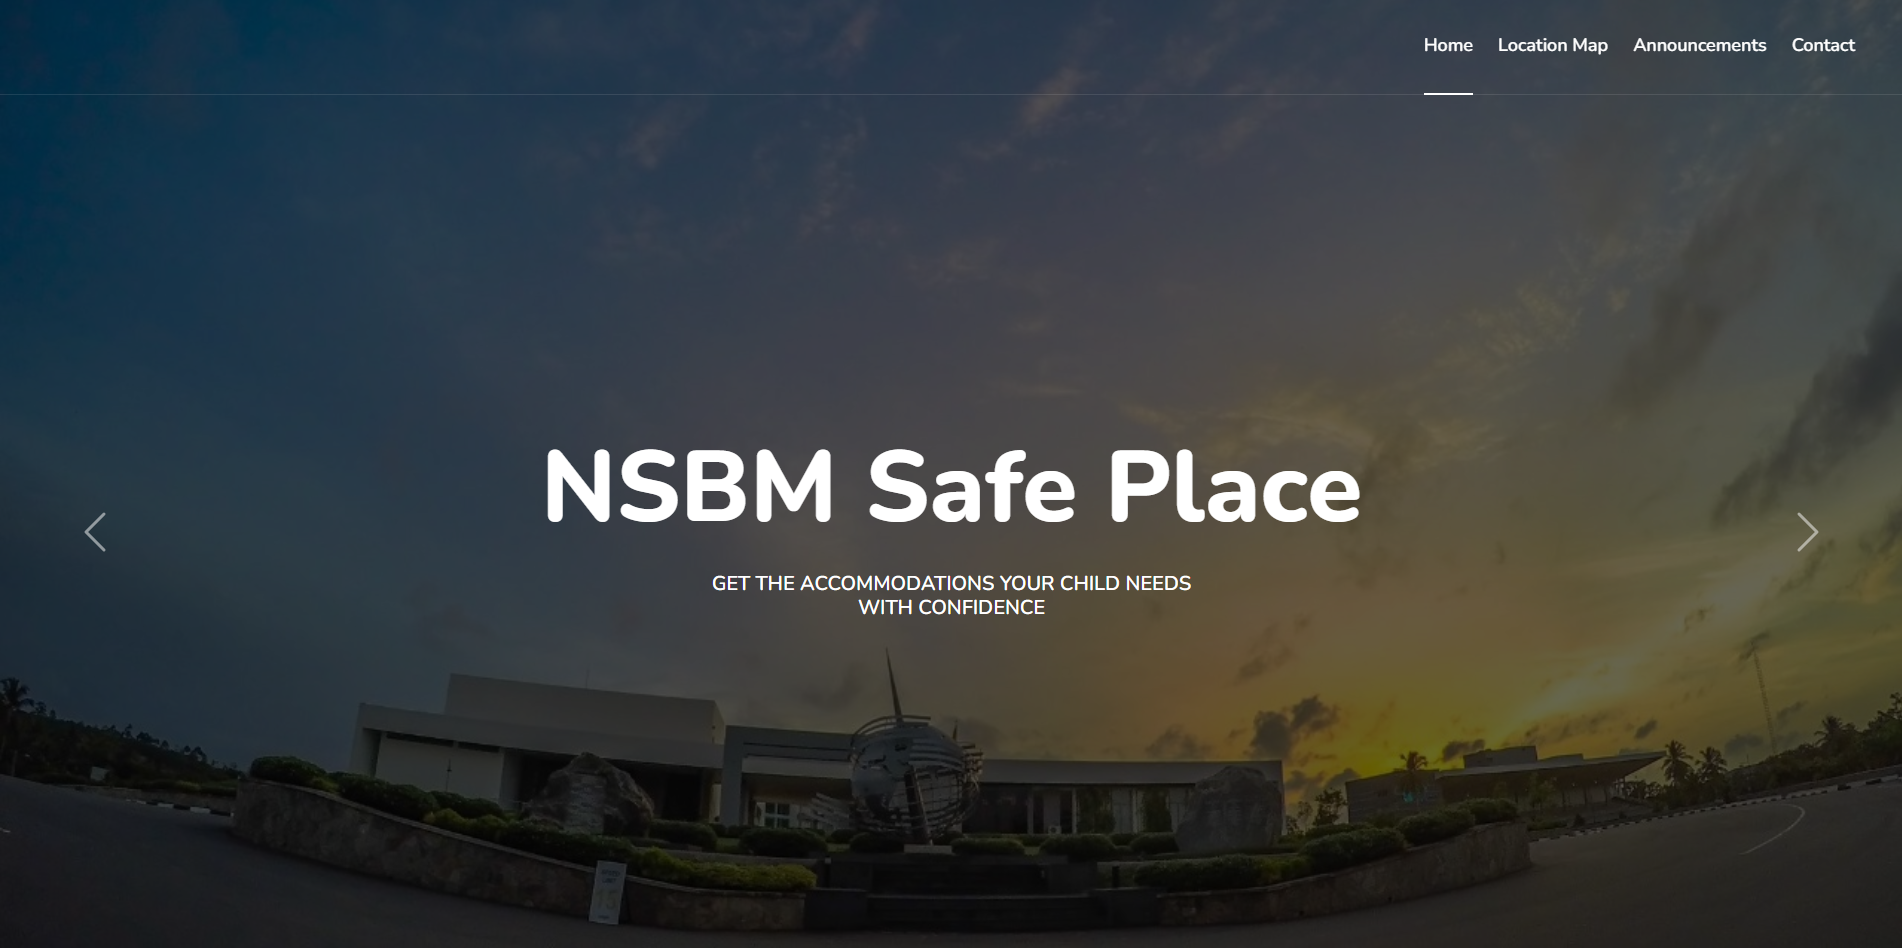 Home Location Map Announcements Contact
NSBM Safe Place
GET THE ACCOMMODATIONS YOUR CHILD NEEDS
WITH CONFIDENCE